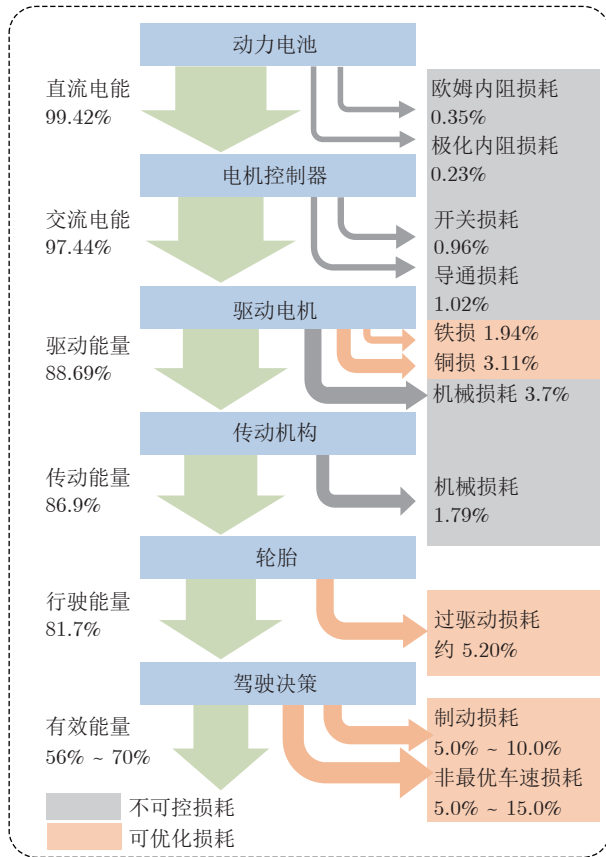 动力电池
直流电能
99.42%
欧姆内阻损耗
0.35%
极化内阻损耗
0.23%
电机控制器
交流电能
97.44%
开关损耗
0.96%
导通损耗
1.02%
驱动电机
驱动能量
88.69%
铁损 1.94%
铜损 3.11%
机械损耗 3.7%
传动机构
传动能量
86.9%
机械损耗
1.79%
轮胎
行驶能量
81.7%
过驱动损耗
约 5.20%
驾驶决策
有效能量
56% ~ 70%
制动损耗
5.0% ~ 10.0%
非最优车速损耗
5.0% ~ 15.0%
不可控损耗
可优化损耗